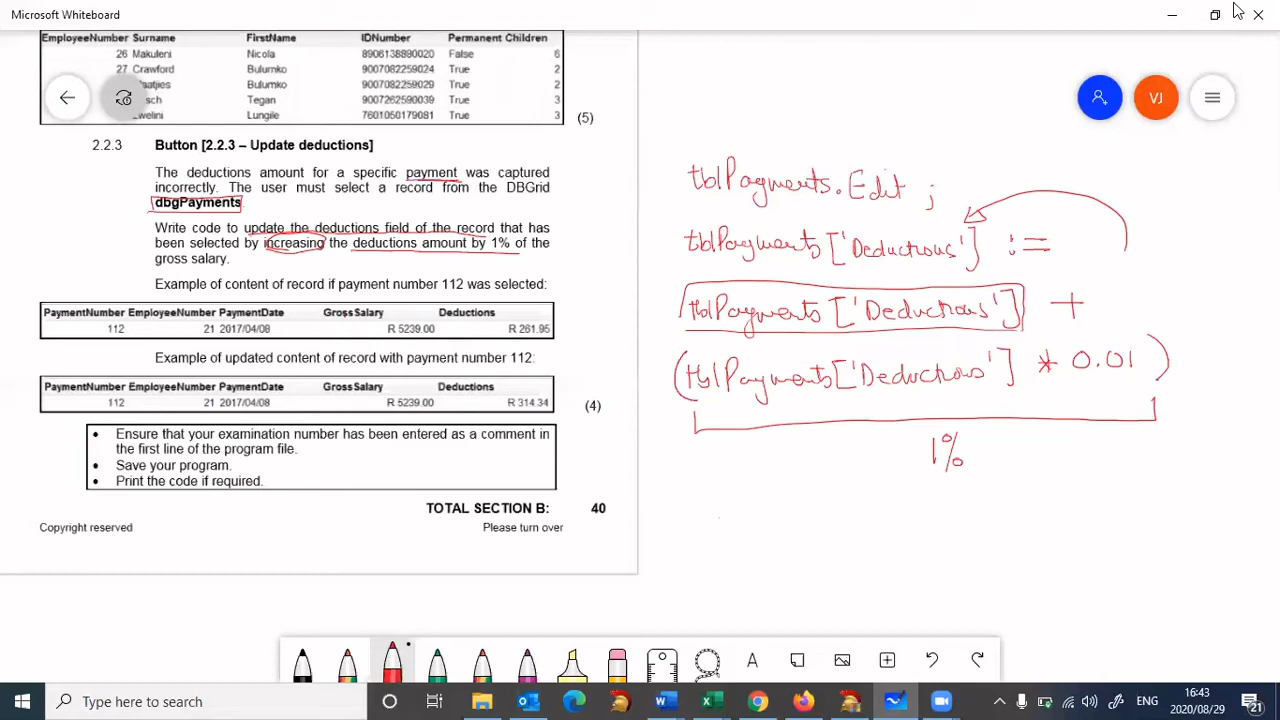 Microsoft Whiteboard
EmployeeNumber Surname FirstName IDNumber Permanent Children
26 Makuleni Nicola 8906138890020 False 6
27 Crawford Bulumko 9007082259024 True 2
aatjies Bulumko 9007082259029 True 2
sch Tegan 9007262590039 True 3
Lungile 7601050179081 True 3
(5)
2.2.3 Button [2.2.3 – Update deductions]
The deductions amount for a specific payment was captured
incorrectly. The user must select a record from the DBGrid
dbgPayments.
Write code to update the deductions field of the record that has
been selected by increasing the deductions amount by 1% of the
gross salary.
Example of content of record if payment number 112 was selected:
PaymentNumber EmployeeNumber PaymentDate GrossSalary Deductions
112 21 2017/04/08 R 5239.00 R 261.95
Example of updated content of record with payment number 112:
PaymentNumber EmployeeNumber PaymentDate GrossSalary Deductions
112 21 2017/04/08 R 5239.00 R 314.34
(4)
• Ensure that your examination number has been entered as a comment in
the first line of the program file.
• Save your program.
• Print the code if required.
TOTAL SECTION B: 40
Copyright reserved Please turn over
tblPayments.Edit ;
tblPayments['Deductions'] :=
tblPayments['Deductions'] +
(tblPayments['Deductions'] * 0.01)
1%
VJ
A
Type here to search
ENG
16:43
2020/08/29
21